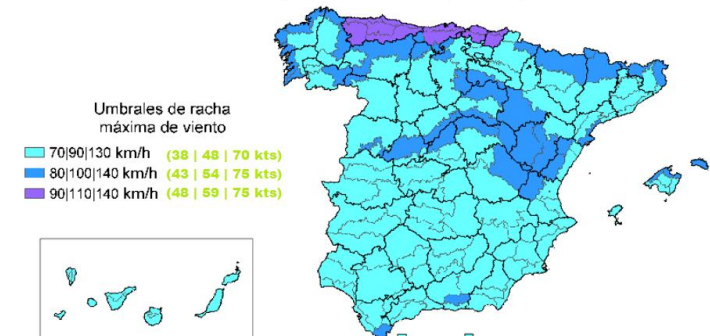 Umbrales de racha
máxima de viento
70|90|130 km/h (38 | 48 | 70 kts)
80|100|140 km/h (43 | 54 | 75 kts)
90|110|140 km/h (48 | 59 | 75 kts)